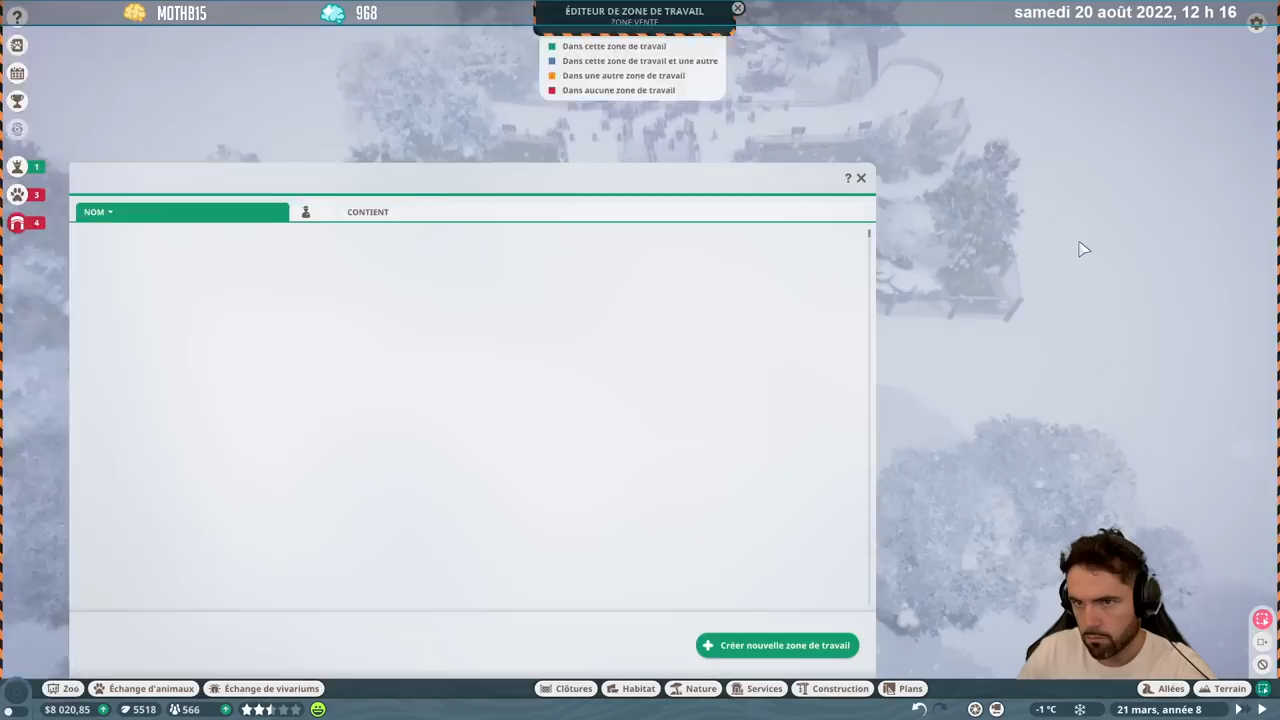 ?
MOTHB15
968
ÉDITEUR DE ZONE DE TRAVAIL
ZONE VENTE
samedi 20 août 2022, 12 h 16
Dans cette zone de travail
Dans cette zone de travail et une autre
Dans une autre zone de travail
Dans aucune zone de travail
1
3
4
?
NOM
CONTIENT
Créer nouvelle zone de travail
Zoo
Échange d'animaux
Échange de vivariums
Clôtures
Habitat
Nature
Services
Construction
Plans
Allées
Terrain
$8 020,85
5518
566
-1 °C
21 mars, année 8